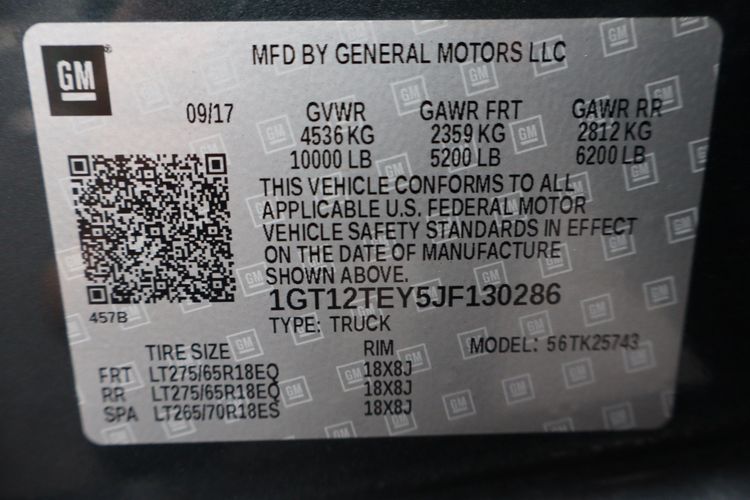 GM
MFD BY GENERAL MOTORS LLC
09/17 GVWR GAWR FRT GAWR RR
4536 KG 2359 KG 2812 KG
10000 LB 5200 LB 6200 LB
THIS VEHICLE CONFORMS TO ALL
APPLICABLE U.S. FEDERAL MOTOR
VEHICLE SAFETY STANDARDS IN EFFECT
ON THE DATE OF MANUFACTURE
SHOWN ABOVE.
1GT12TEY5JF130286
457B
TYPE: TRUCK MODEL: 56TK25743
TIRE SIZE RIM
FRT LT275/65R18EQ 18X8J
RR LT275/65R18EQ 18X8J
SPA LT265/70R18ES 18X8J